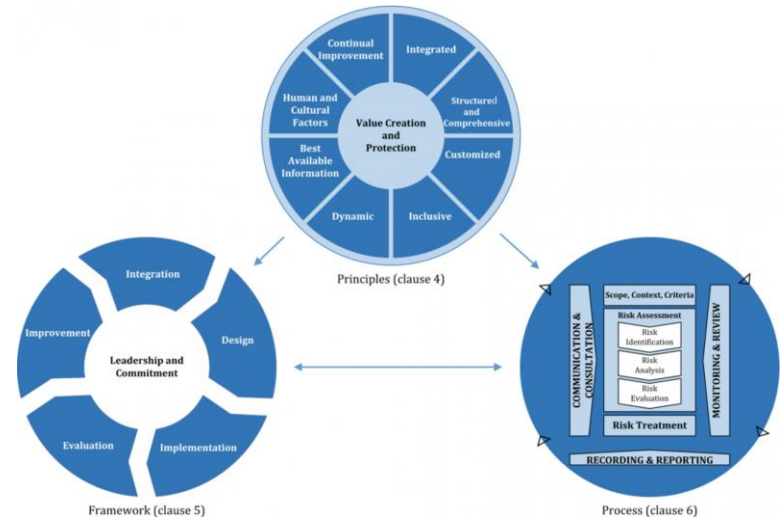 Continual
Improvement
Integrated
Structured
and
Comprehensive
Customized
Inclusive
Dynamic
Best
Available
Information
Human and
Cultural
Factors
Value Creation
and
Protection
Principles (clause 4)
Integration
Design
Implementation
Evaluation
Improvement
Leadership and
Commitment
Framework (clause 5)
Scope, Context, Criteria
Risk Assessment
Risk
Identification
Risk
Analysis
Risk
Evaluation
Risk Treatment
COMMUNICATION &
CONSULTATION
MONITORING & REVIEW
RECORDING & REPORTING
Process (clause 6)